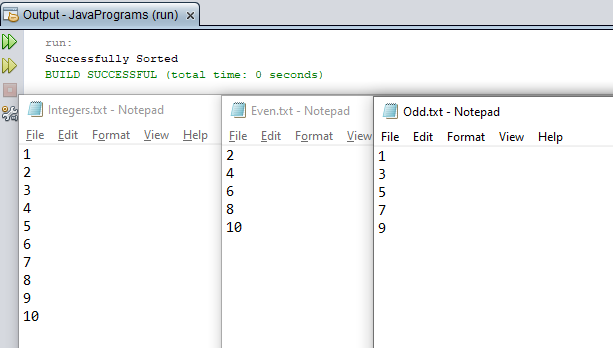 Output - JavaPrograms (run)
run:
Successfully Sorted
BUILD SUCCESSFUL (total time: 0 seconds)
Integers.txt - Notepad
File Edit Format View Help
1
2
3
4
5
6
7
8
9
10
Even.txt - Notepad
File Edit Format View
2
4
6
8
10
Odd.txt - Notepad
File Edit Format View Help
1
3
5
7
9